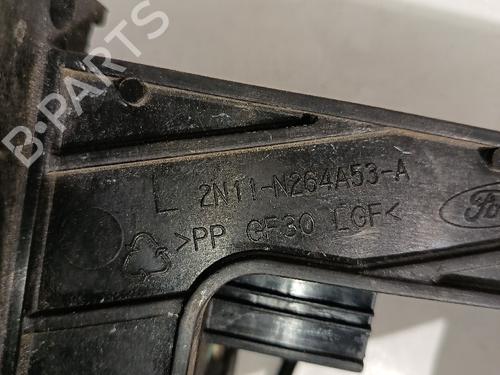 B-PARTS
L 2N11-N264A53-A
>PP GF30 LGF<
Ford